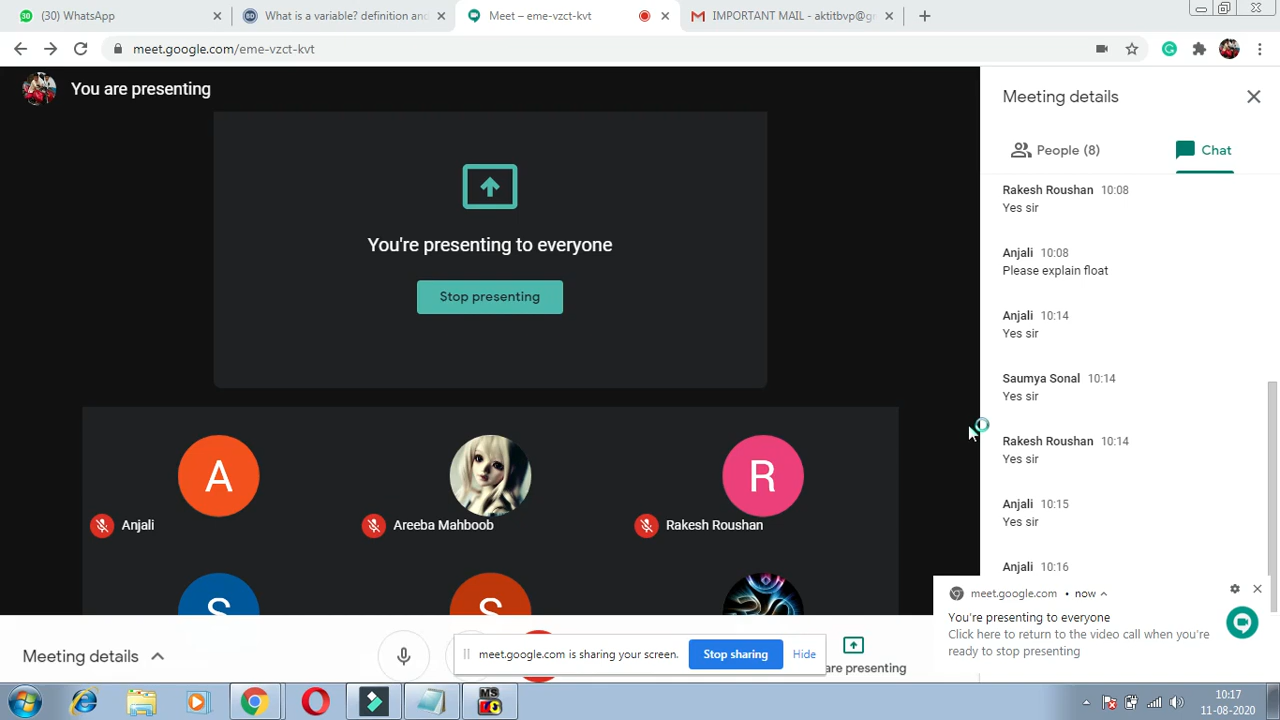 (30) WhatsApp
What is a variable? definition and
Meet – eme-vzct-kvt
IMPORTANT MAIL - aktitbvp@gr
meet.google.com/eme-vzct-kvt
You are presenting
You're presenting to everyone
Stop presenting
Anjali
Areeba Mahboob
Rakesh Roushan
A
R
S
S
Meeting details
People (8)
Chat
Rakesh Roushan 10:08
Yes sir
Anjali 10:08
Please explain float
Anjali 10:14
Yes sir
Saumya Sonal 10:14
Yes sir
Rakesh Roushan 10:14
Yes sir
Anjali 10:15
Yes sir
Anjali 10:16
meet.google.com • now
You're presenting to everyone
Click here to return to the video call when you're
ready to stop presenting
Meeting details
meet.google.com is sharing your screen.
Stop sharing
Hide
are presenting
MS
10:17
11-08-2020